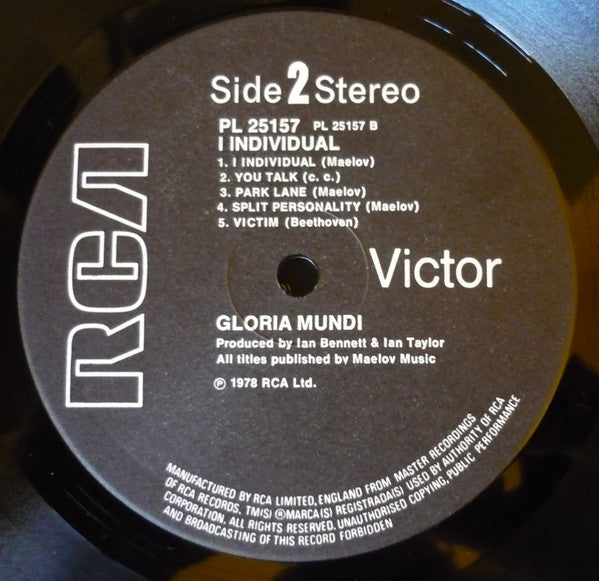 Side 2 Stereo
PL 25157 PL 25157 B
I INDIVIDUAL
1. I INDIVIDUAL (Maelov)
2. YOU TALK (c. c.)
3. PARK LANE (Maelov)
4. SPLIT PERSONALITY (Maelov)
5. VICTIM (Beethoven)
RCA
Victor
GLORIA MUNDI
Produced by Ian Bennett & Ian Taylor
All titles published by Maelov Music
℗ 1978 RCA Ltd.
MANUFACTURED BY RCA LIMITED, ENGLAND FROM MASTER RECORDINGS
OF RCA RECORDS, TM(S) ® MARCA(S) REGISTRADA(S) USED BY AUTHORITY OF RCA
CORPORATION. ALL RIGHTS RESERVED. UNAUTHORISED COPYING, PUBLIC PERFORMANCE
AND BROADCASTING OF THIS RECORD FORBIDDEN